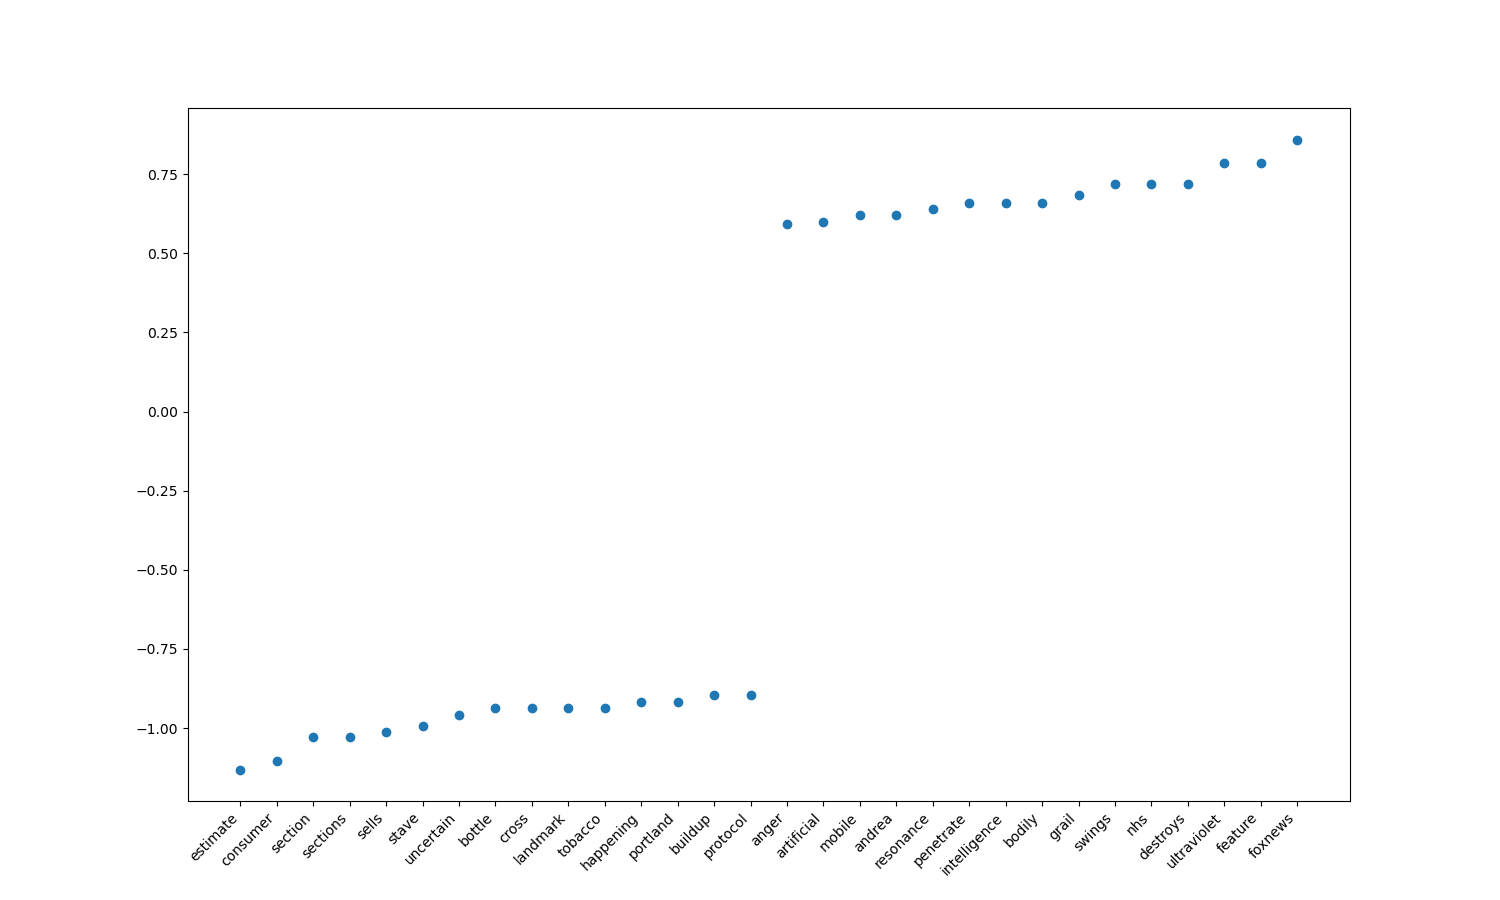 0.75
0.50
0.25
0.00
−0.25
−0.50
−0.75
−1.00
estimate
consumer
section
sections
sells
stave
uncertain
bottle
cross
landmark
tobacco
happening
portland
buildup
protocol
anger
artificial
mobile
andrea
resonance
penetrate
intelligence
bodily
grail
swings
nhs
destroys
ultraviolet
feature
foxnews